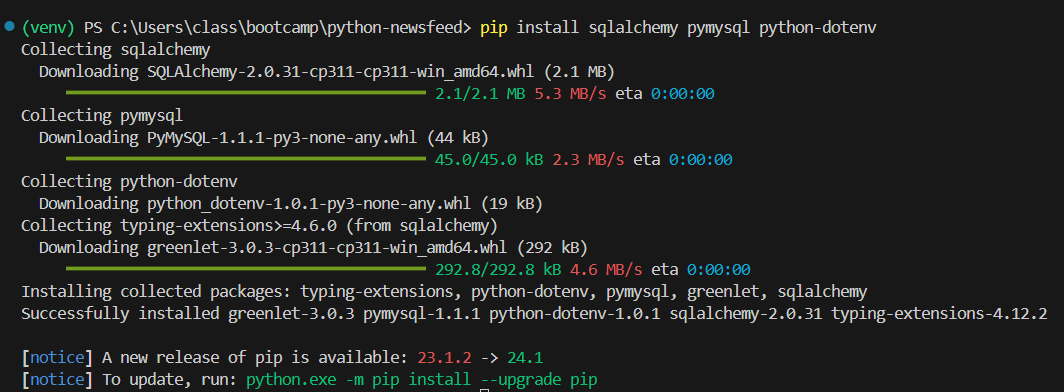 (venv) PS C:\Users\class\bootcamp\python-newsfeed> pip install sqlalchemy pymysql python-dotenv
Collecting sqlalchemy
Downloading SQLAlchemy-2.0.31-cp311-cp311-win_amd64.whl (2.1 MB)
2.1/2.1 MB 5.3 MB/s eta 0:00:00
Collecting pymysql
Downloading PyMySQL-1.1.1-py3-none-any.whl (44 kB)
45.0/45.0 kB 2.3 MB/s eta 0:00:00
Collecting python-dotenv
Downloading python_dotenv-1.0.1-py3-none-any.whl (19 kB)
Collecting typing-extensions>=4.6.0 (from sqlalchemy)
Downloading greenlet-3.0.3-cp311-cp311-win_amd64.whl (292 kB)
292.8/292.8 kB 4.6 MB/s eta 0:00:00
Installing collected packages: typing-extensions, python-dotenv, pymysql, greenlet, sqlalchemy
Successfully installed greenlet-3.0.3 pymysql-1.1.1 python-dotenv-1.0.1 sqlalchemy-2.0.31 typing-extensions-4.12.2
[notice] A new release of pip is available: 23.1.2 -> 24.1
[notice] To update, run: python.exe -m pip install --upgrade pip